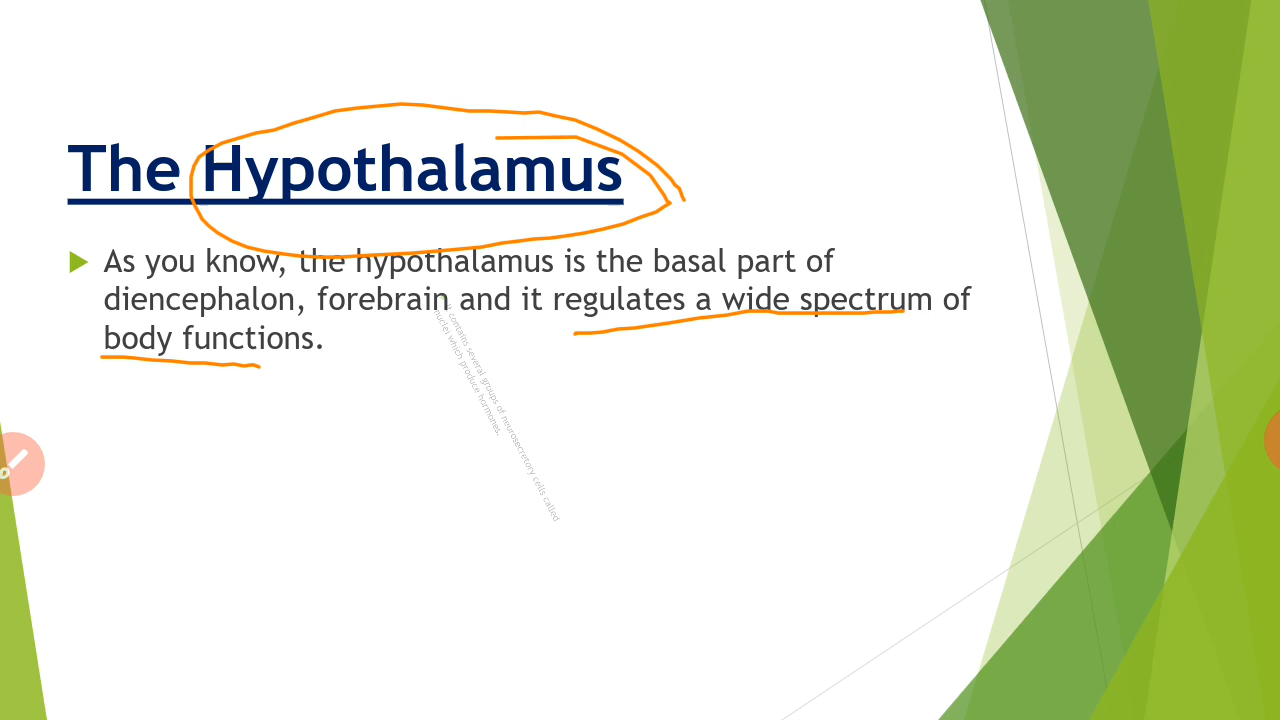 The Hypothalamus
As you know, the hypothalamus is the basal part of
diencephalon, forebrain and it regulates a wide spectrum of
body functions.
It contains several groups of neurosecretory cells called
nuclei which produce hormones.